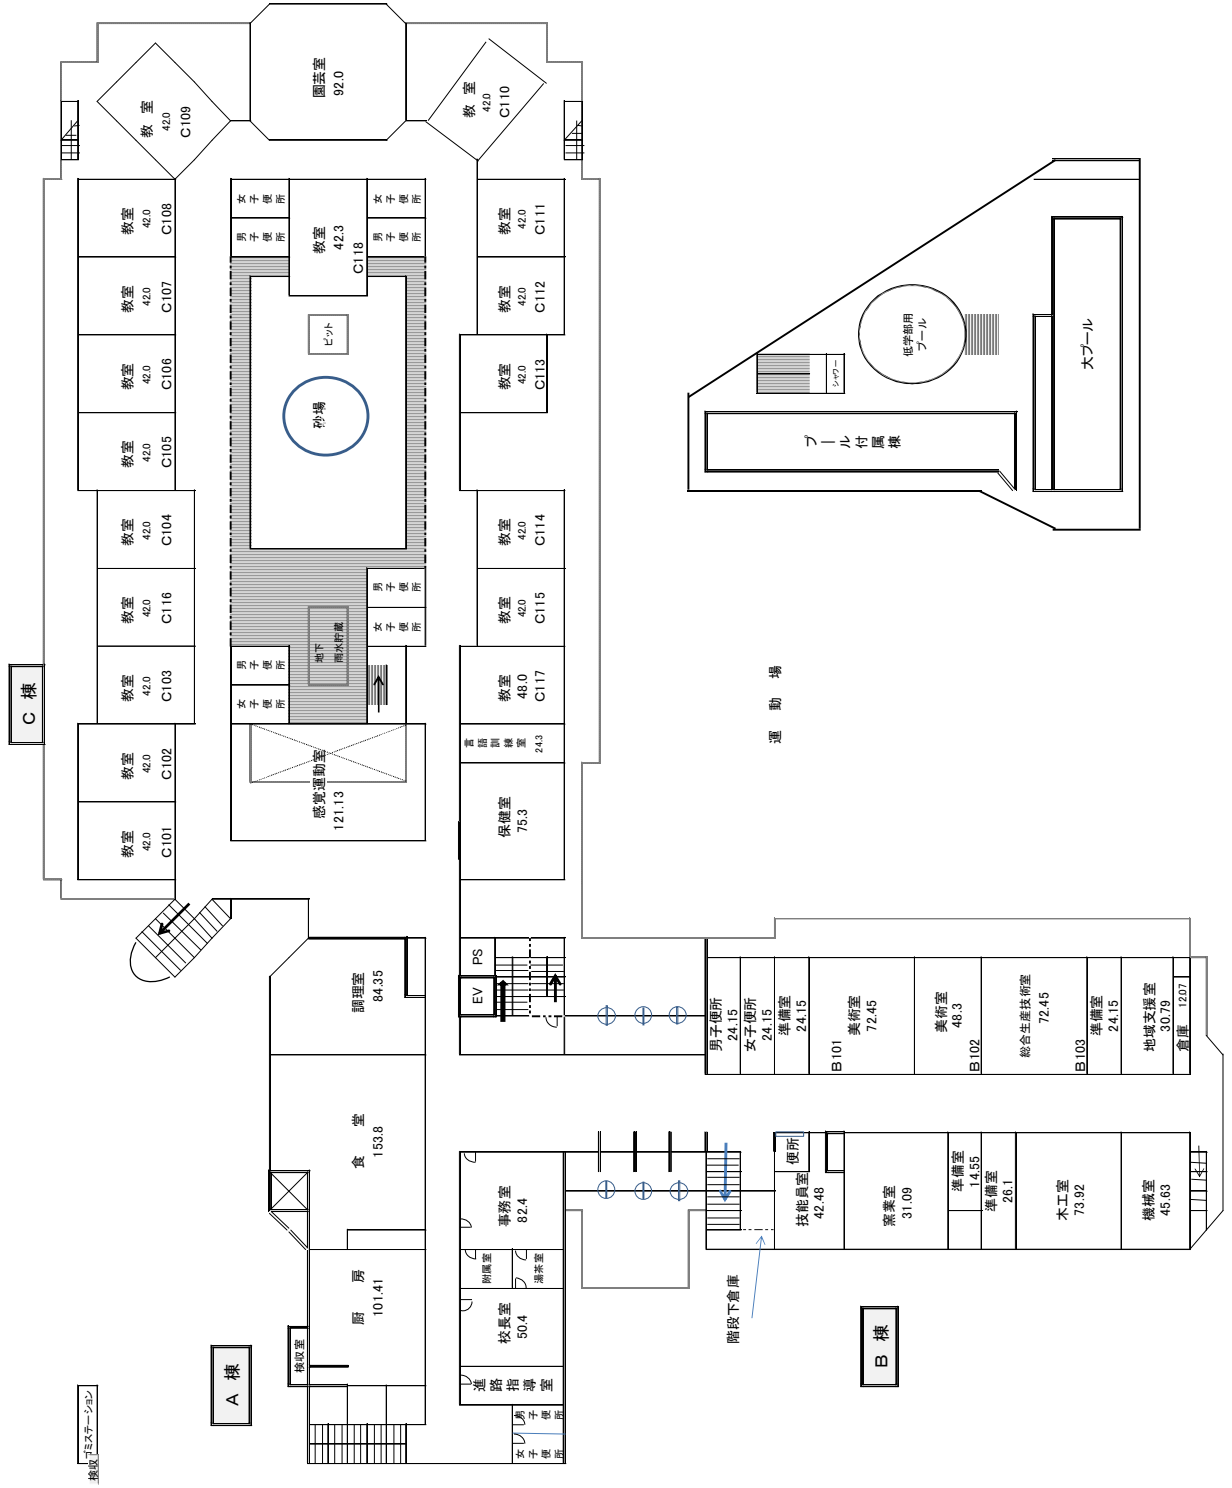 園芸室
92.0
教 室
42.0
C109
教 室
42.0
C110
教室
42.0
C108
教室
42.0
C107
教室
42.0
C106
教室
42.0
C105
教室
42.0
C104
教室
42.0
C116
教室
42.0
C103
教室
42.0
C102
教室
42.0
C101
C 棟
女子便所
男子便所
教室
42.3
C118
女子便所
男子便所
ピット
砂場
男子便所
女子便所
地下
雨水貯蔵
男子便所
女子便所
感覚運動室
121.13
教室
42.0
C111
教室
42.0
C112
教室
42.0
C113
教室
42.0
C114
教室
42.0
C115
教室
48.0
C117
言語訓練室
24.3
保健室
75.3
PS
EV
低学部用
プール
シャワー
プール付属棟
大プール
運 動 場
調理室
84.35
食 堂
153.8
厨 房
101.41
検収室
A 棟
ゴミステーション
検収
事務室
82.4
附属室
湯茶室
校長室
50.4
進路指導室
男子便所
女子便所
男子便所
24.15
女子便所
24.15
準備室
24.15
美術室
72.45
B101
美術室
48.3
B102
総合生産技術室
72.45
B103
準備室
24.15
地域支援室
30.79
倉庫
12.07
便所
技能員室
42.48
窯業室
31.09
準備室
14.55
準備室
26.1
木工室
73.92
機械室
45.63
階段下倉庫
B 棟